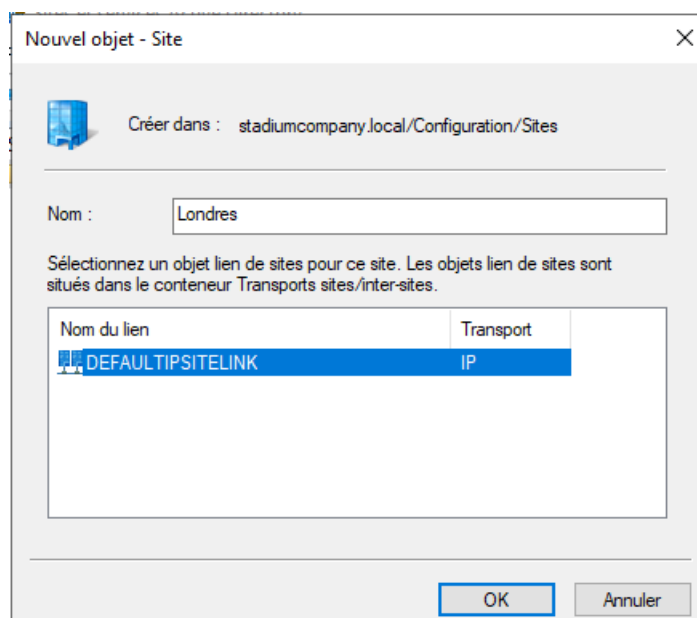 Nouvel objet - Site
Créer dans : stadiumcompany.local/Configuration/Sites
Nom : Londres
Sélectionnez un objet lien de sites pour ce site. Les objets lien de sites sont
situés dans le conteneur Transports sites/inter-sites.
Nom du lien Transport
DEFAULTIPSITELINK IP
OK Annuler